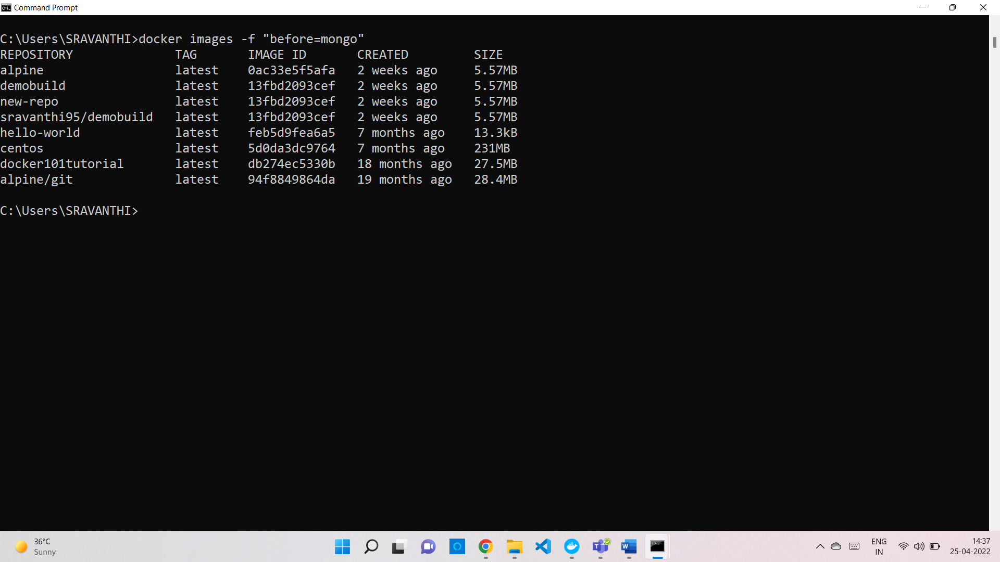 Command Prompt
C:\Users\SRAVANTHI>docker images -f "before=mongo"
REPOSITORY TAG IMAGE ID CREATED SIZE
alpine latest 0ac33e5f5afa 2 weeks ago 5.57MB
demobuild latest 13fbd2093cef 2 weeks ago 5.57MB
new-repo latest 13fbd2093cef 2 weeks ago 5.57MB
sravanthi95/demobuild latest 13fbd2093cef 2 weeks ago 5.57MB
hello-world latest feb5d9fea6a5 7 months ago 13.3kB
centos latest 5d0da3dc9764 7 months ago 231MB
docker101tutorial latest db274ec5330b 18 months ago 27.5MB
alpine/git latest 94f8849864da 19 months ago 28.4MB
C:\Users\SRAVANTHI>
36°C
Sunny
ENG
IN
14:37
25-04-2022